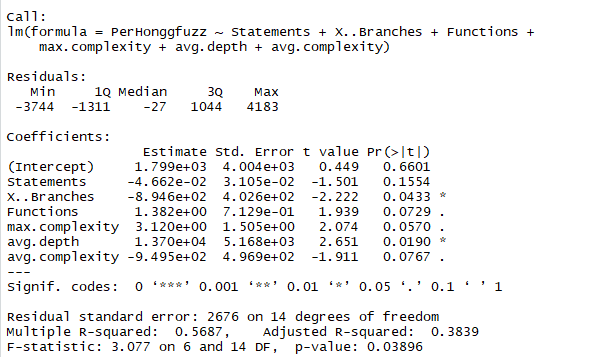 Call:
lm(formula = PerHonggfuzz ~ Statements + X..Branches + Functions +
    max.complexity + avg.depth + avg.complexity)

Residuals:
   Min     1Q Median     3Q    Max
 -3744  -1311    -27   1044   4183

Coefficients:
                 Estimate Std. Error t value Pr(>|t|)
(Intercept)     1.799e+03  4.004e+03   0.449   0.6601
Statements     -4.662e-02  3.105e-02  -1.501   0.1554
X..Branches    -8.946e+02  4.026e+02  -2.222   0.0433 *
Functions       1.382e+00  7.129e-01   1.939   0.0729 .
max.complexity  3.120e+00  1.505e+00   2.074   0.0570 .
avg.depth       1.370e+04  5.168e+03   2.651   0.0190 *
avg.complexity -9.495e+02  4.969e+02  -1.911   0.0767 .
---
Signif. codes:  0 ‘***’ 0.001 ‘**’ 0.01 ‘*’ 0.05 ‘.’ 0.1 ‘ ’ 1

Residual standard error: 2676 on 14 degrees of freedom
Multiple R-squared:  0.5687,    Adjusted R-squared:  0.3839
F-statistic: 3.077 on 6 and 14 DF,  p-value: 0.03896